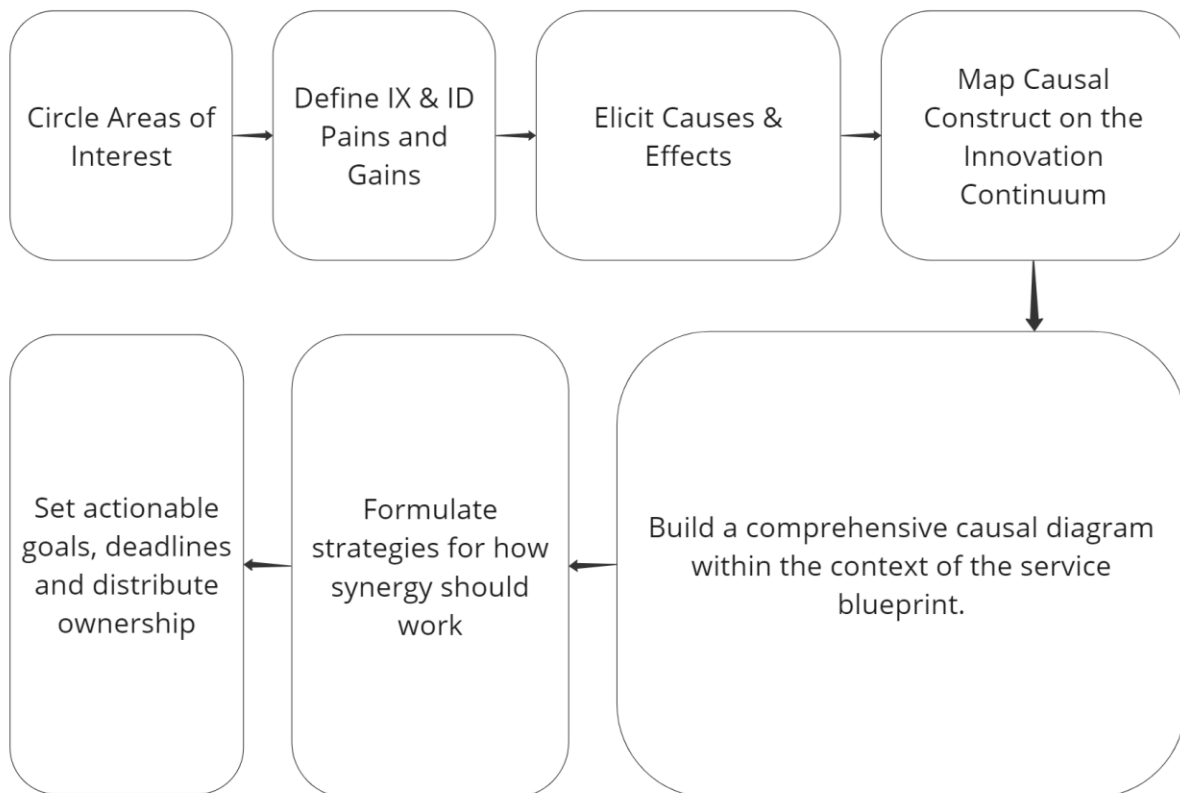 Circle Areas of
Interest
Define IX & ID
Pains and
Gains
Elicit Causes &
Effects
Map Causal
Construct on the
Innovation
Continuum
Build a comprehensive causal diagram
within the context of the service
blueprint.
Formulate
strategies for how
synergy should
work
Set actionable
goals, deadlines
and distribute
ownership